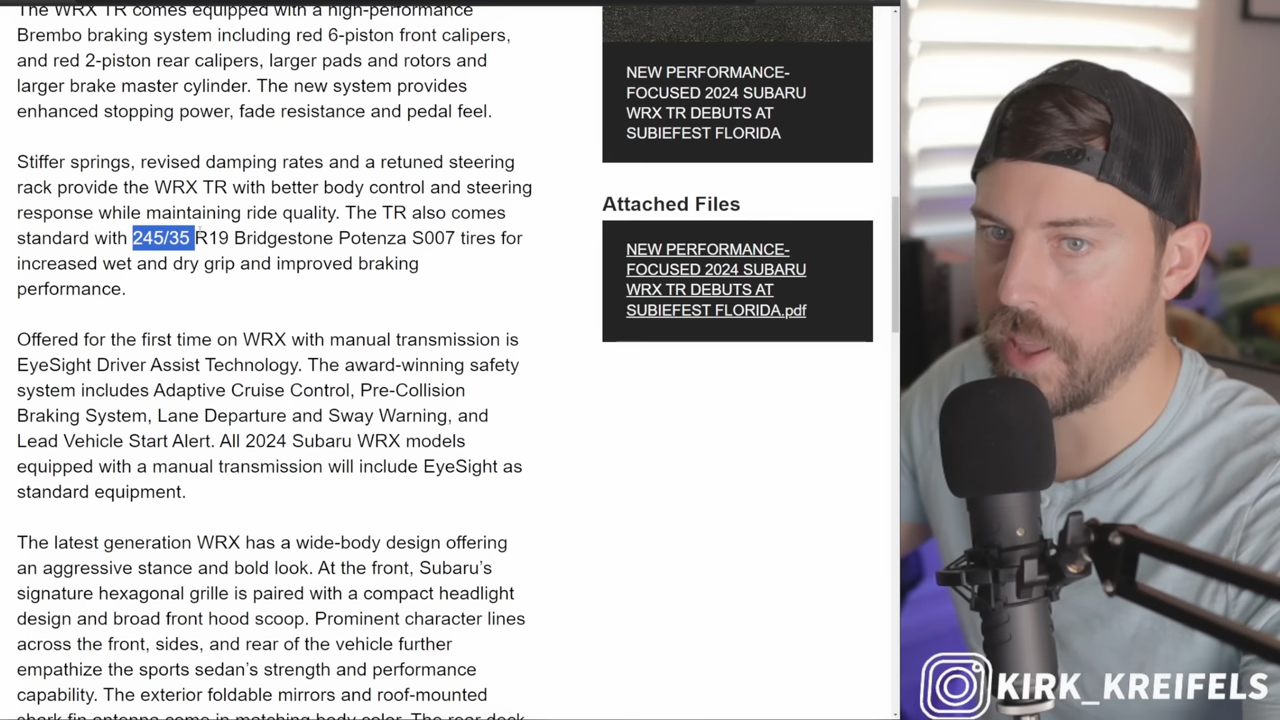 The WRX TR comes equipped with a high-performance
Brembo braking system including red 6-piston front calipers,
and red 2-piston rear calipers, larger pads and rotors and
larger brake master cylinder. The new system provides
enhanced stopping power, fade resistance and pedal feel.
Stiffer springs, revised damping rates and a retuned steering
rack provide the WRX TR with better body control and steering
response while maintaining ride quality. The TR also comes
standard with 245/35 R19 Bridgestone Potenza S007 tires for
increased wet and dry grip and improved braking
performance.
Offered for the first time on WRX with manual transmission is
EyeSight Driver Assist Technology. The award-winning safety
system includes Adaptive Cruise Control, Pre-Collision
Braking System, Lane Departure and Sway Warning, and
Lead Vehicle Start Alert. All 2024 Subaru WRX models
equipped with a manual transmission will include EyeSight as
standard equipment.
The latest generation WRX has a wide-body design offering
an aggressive stance and bold look. At the front, Subaru’s
signature hexagonal grille is paired with a compact headlight
design and broad front hood scoop. Prominent character lines
across the front, sides, and rear of the vehicle further
empathize the sports sedan’s strength and performance
capability. The exterior foldable mirrors and roof-mounted
shark fin antenna come in matching body color. The rear deck
NEW PERFORMANCE-
FOCUSED 2024 SUBARU
WRX TR DEBUTS AT
SUBIEFEST FLORIDA
Attached Files
NEW PERFORMANCE-
FOCUSED 2024 SUBARU
WRX TR DEBUTS AT
SUBIEFEST FLORIDA.pdf
KIRK_KREIFELS